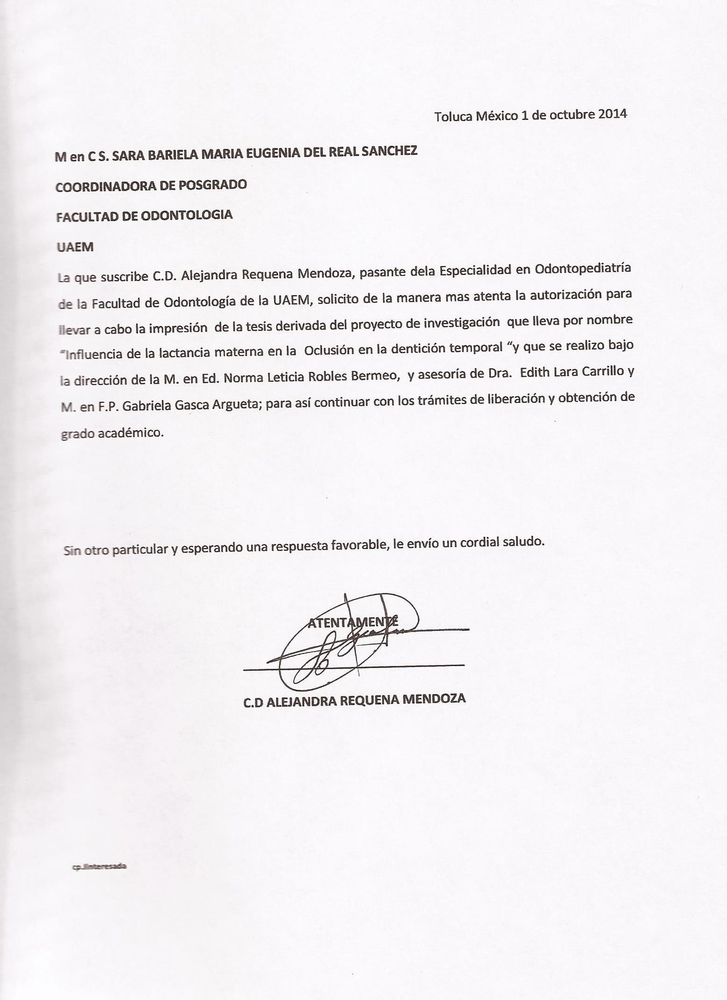 Toluca México 1 de octubre 2014
M en C S. SARA BARIELA MARIA EUGENIA DEL REAL SANCHEZ
COORDINADORA DE POSGRADO
FACULTAD DE ODONTOLOGIA
UAEM
La que suscribe C.D. Alejandra Requena Mendoza, pasante dela Especialidad en Odontopediatría
de la Facultad de Odontología de la UAEM, solicito de la manera mas atenta la autorización para
llevar a cabo la impresión de la tesis derivada del proyecto de investigación que lleva por nombre
“Influencia de la lactancia materna en la Oclusión en la dentición temporal “y que se realizo bajo
la dirección de la M. en Ed. Norma Leticia Robles Bermeo, y asesoría de Dra. Edith Lara Carrillo y
M. en F.P. Gabriela Gasca Argueta; para así continuar con los trámites de liberación y obtención de
grado académico.
Sin otro particular y esperando una respuesta favorable, le envío un cordial saludo.
ATENTAMENTE
C.D ALEJANDRA REQUENA MENDOZA